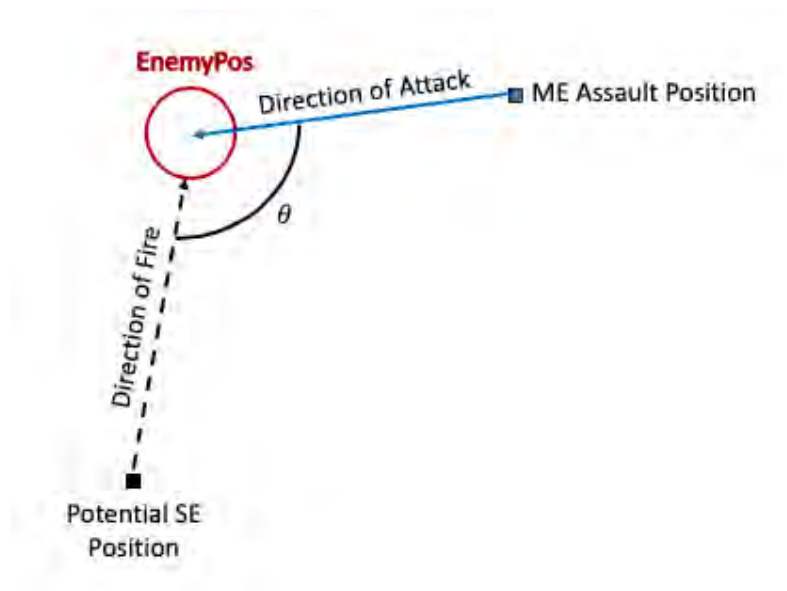 EnemyPos
Direction of Attack
ME Assault Position
θ
Direction of Fire
Potential SE
Position